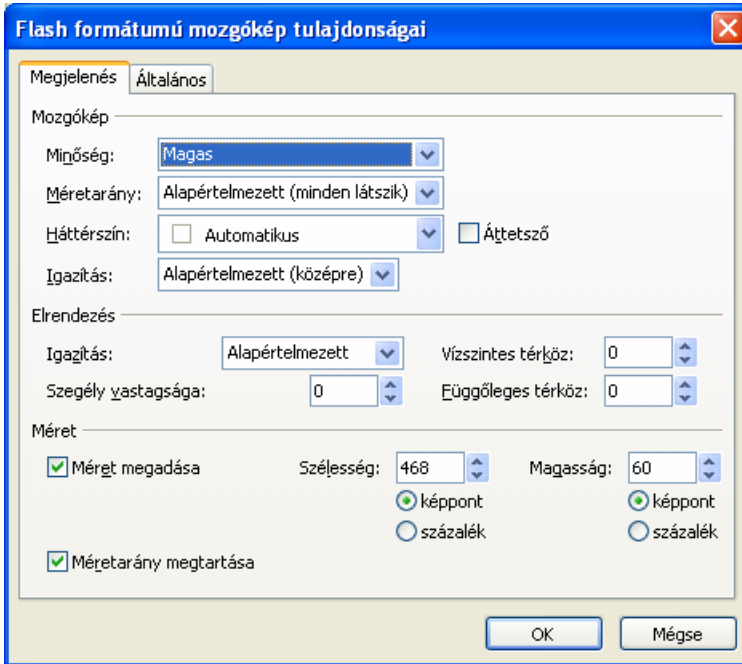 Flash formátumú mozgókép tulajdonságai
Megjelenés Általános
Mozgókép
Minőség: Magas
Méretarány: Alapértelmezett (minden látszik)
Háttérszín: Automatikus Áttetsző
Igazítás: Alapértelmezett (középre)
Elrendezés
Igazítás: Alapértelmezett Vízszintes térköz: 0
Szegély vastagsága: 0 Függőleges térköz: 0
Méret
Méret megadása Szélesség: 468 Magasság: 60
képpont képpont
százalék százalék
Méretarány megtartása
OK Mégse